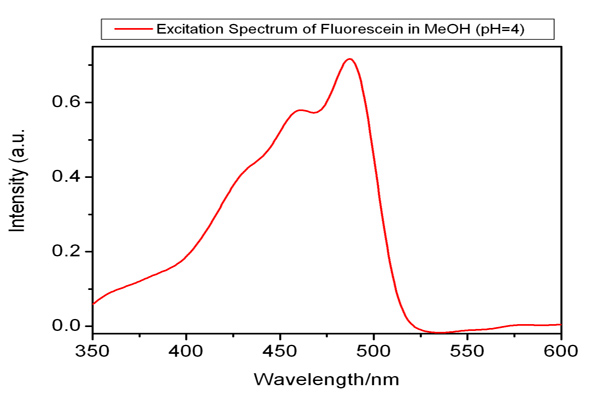 Excitation Spectrum of Fluorescein in MeOH (pH=4)
Intensity (a.u.
0.6
0.4
0.2
0.0
350 400 450 500 550 600
Wavelength/nm